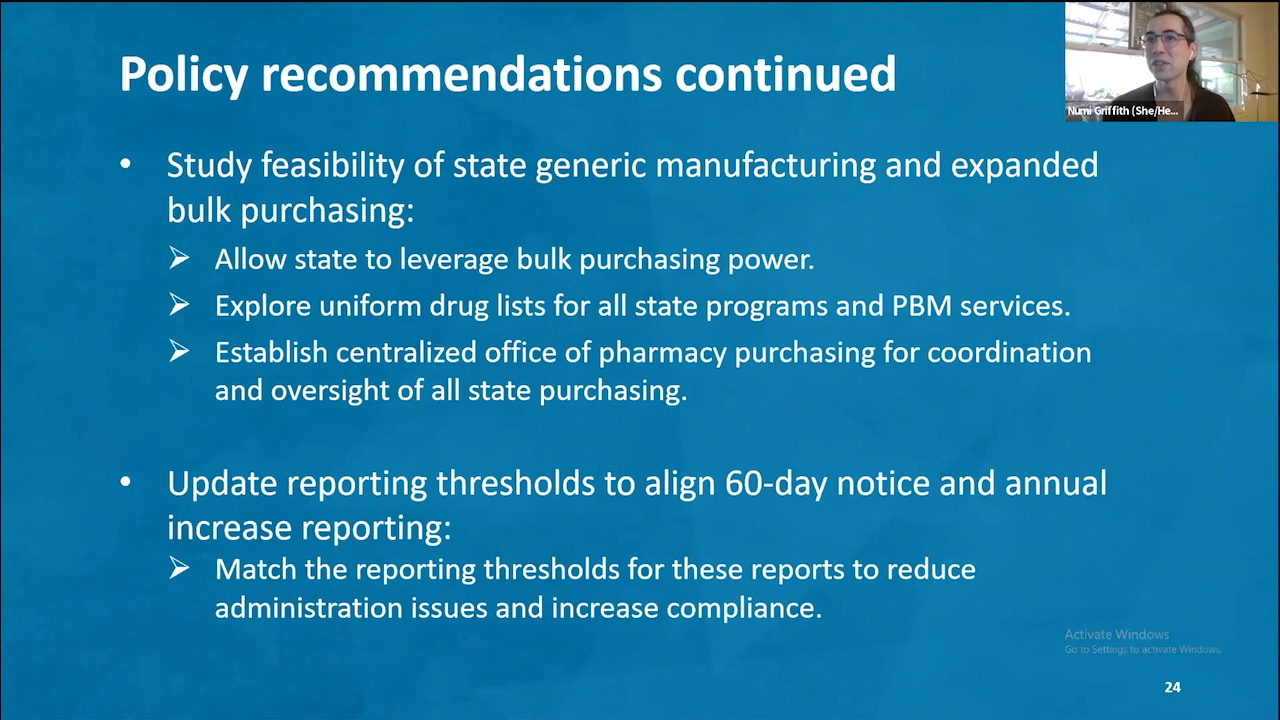 Policy recommendations continued
Numi Griffith (She/He...
• Study feasibility of state generic manufacturing and expanded
bulk purchasing:
➢ Allow state to leverage bulk purchasing power.
➢ Explore uniform drug lists for all state programs and PBM services.
➢ Establish centralized office of pharmacy purchasing for coordination
and oversight of all state purchasing.
• Update reporting thresholds to align 60-day notice and annual
increase reporting:
➢ Match the reporting thresholds for these reports to reduce
administration issues and increase compliance.
Activate Windows
Go to Settings to activate Windows.
24